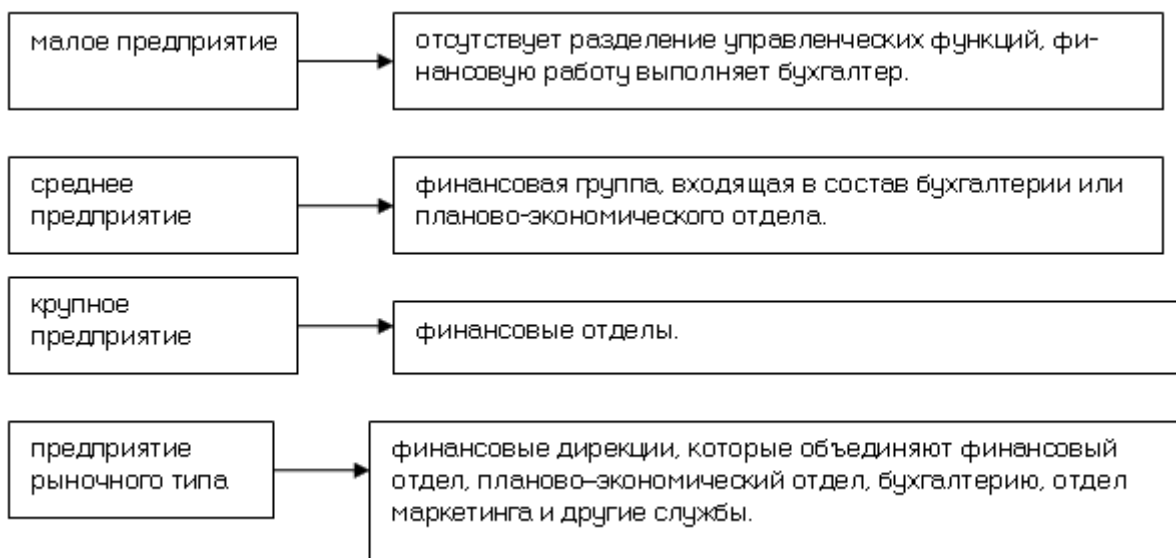 малое предприятие
отсутствует разделение управленческих функций, фи-
нансовую работу выполняет бухгалтер.
среднее
предприятие
финансовая группа, входящая в состав бухгалтерии или
планово-экономического отдела.
крупное
предприятие
финансовые отделы.
предприятие
рыночного типа
финансовые дирекции, которые объединяют финансовый
отдел, планово–экономический отдел, бухгалтерию, отдел
маркетинга и другие службы.